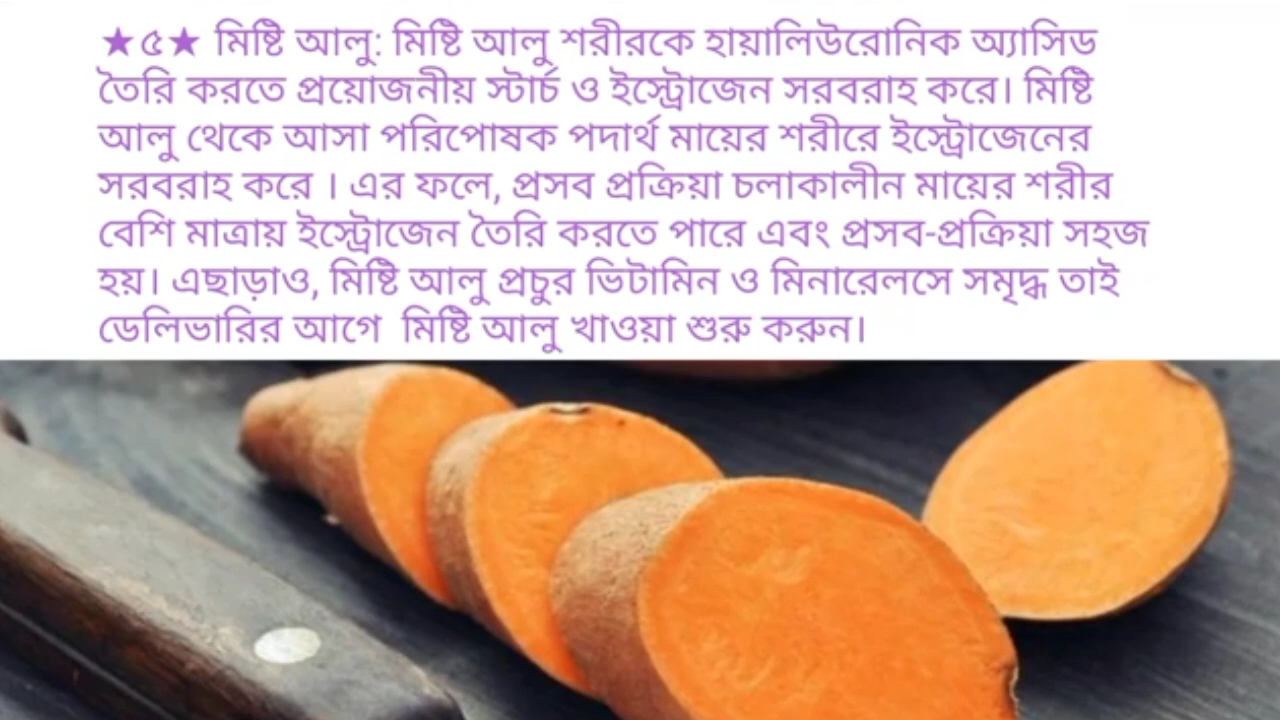 ★৫★ মিষ্টি আলু: মিষ্টি আলু শরীরকে হায়ালিউরোনিক অ্যাসিড
তৈরি করতে প্রয়োজনীয় স্টার্চ ও ইস্ট্রোজেন সরবরাহ করে। মিষ্টি
আলু থেকে আসা পরিপোষক পদার্থ মায়ের শরীরে ইস্ট্রোজেনের
সরবরাহ করে । এর ফলে, প্রসব প্রক্রিয়া চলাকালীন মায়ের শরীর
বেশি মাত্রায় ইস্ট্রোজেন তৈরি করতে পারে এবং প্রসব-প্রক্রিয়া সহজ
হয়। এছাড়াও, মিষ্টি আলু প্রচুর ভিটামিন ও মিনারেলসে সমৃদ্ধ তাই
ডেলিভারির আগে  মিষ্টি আলু খাওয়া শুরু করুন।